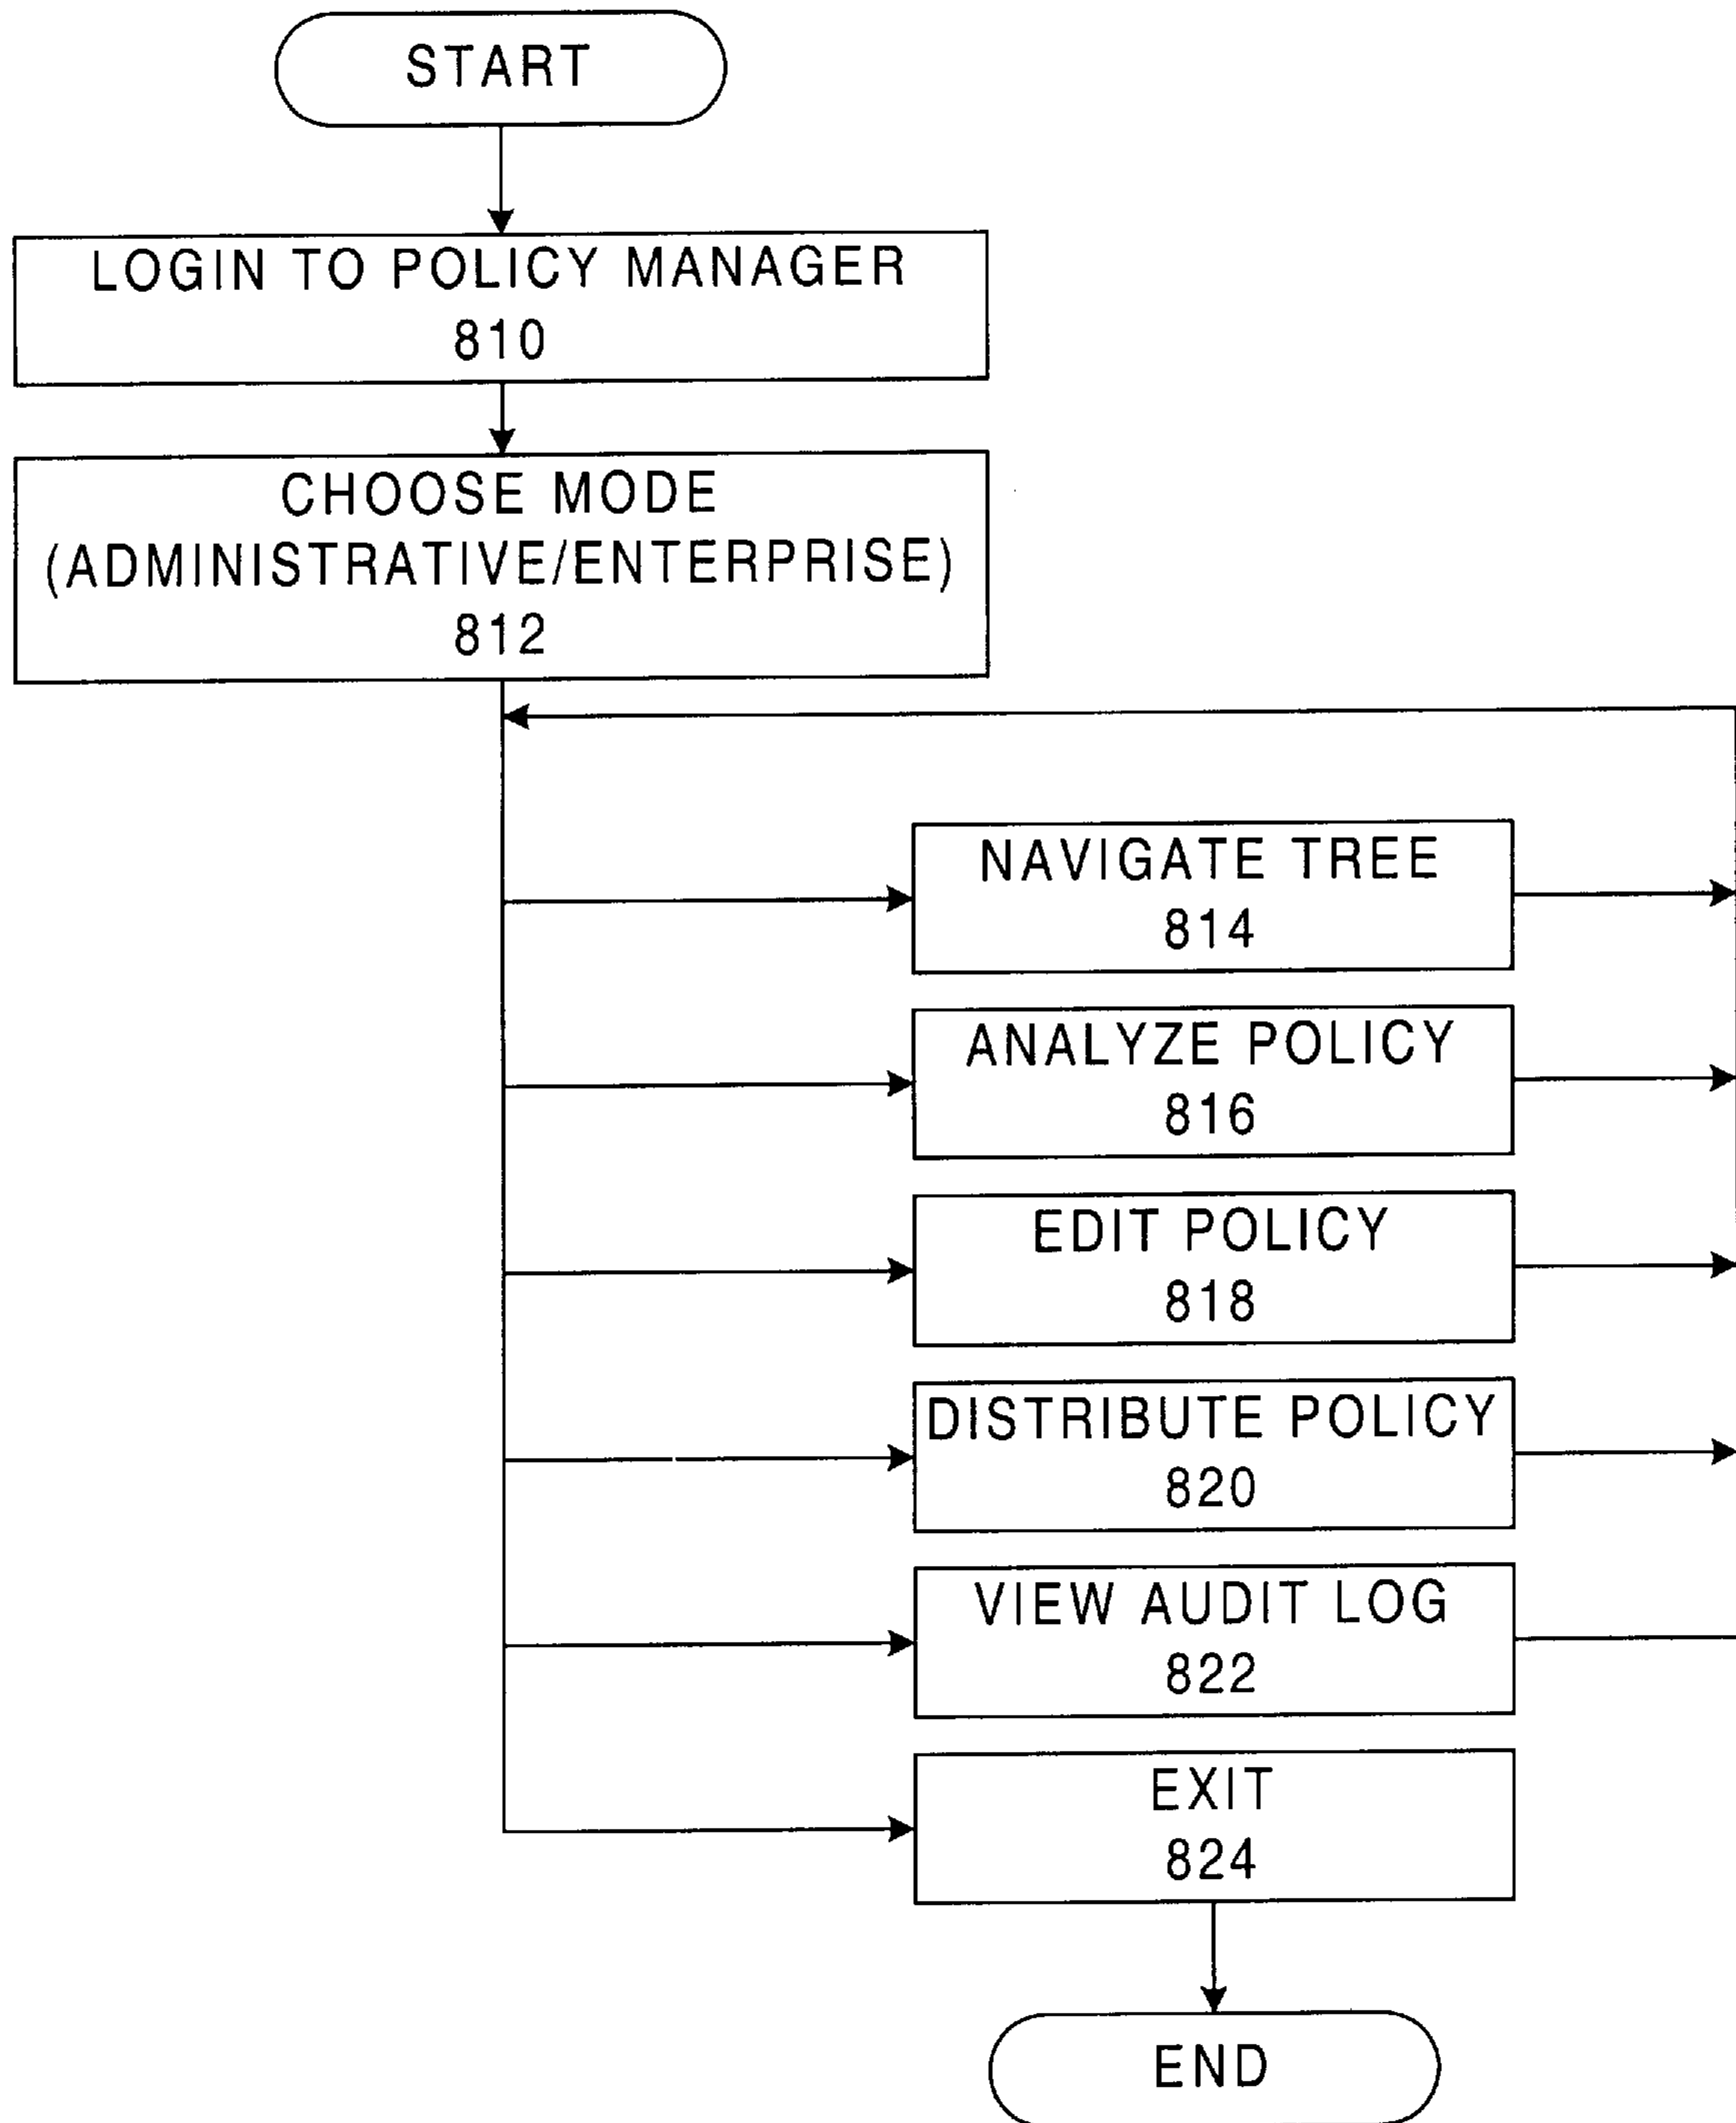 START
LOGIN TO POLICY MANAGER
810
CHOOSE MODE
(ADMINISTRATIVE/ENTERPRISE)
812
NAVIGATE TREE
814
ANALYZE POLICY
816
EDIT POLICY
818
DISTRIBUTE POLICY
820
VIEW AUDIT LOG
822
EXIT
824
END